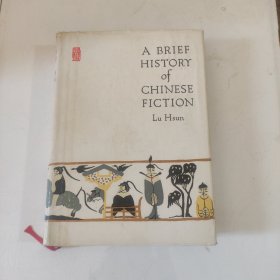 A BRIEF
HISTORY
of
CHINESE
FICTION
Lu Hsun